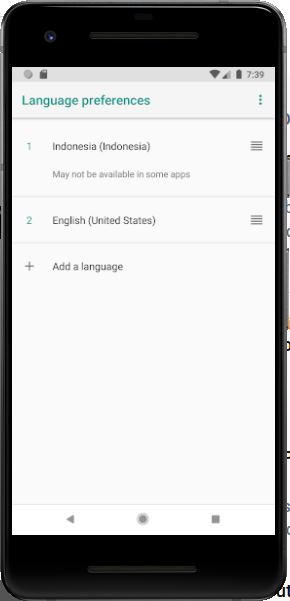 7:39
Language preferences
1 Indonesia (Indonesia)
May not be available in some apps
2 English (United States)
+ Add a language